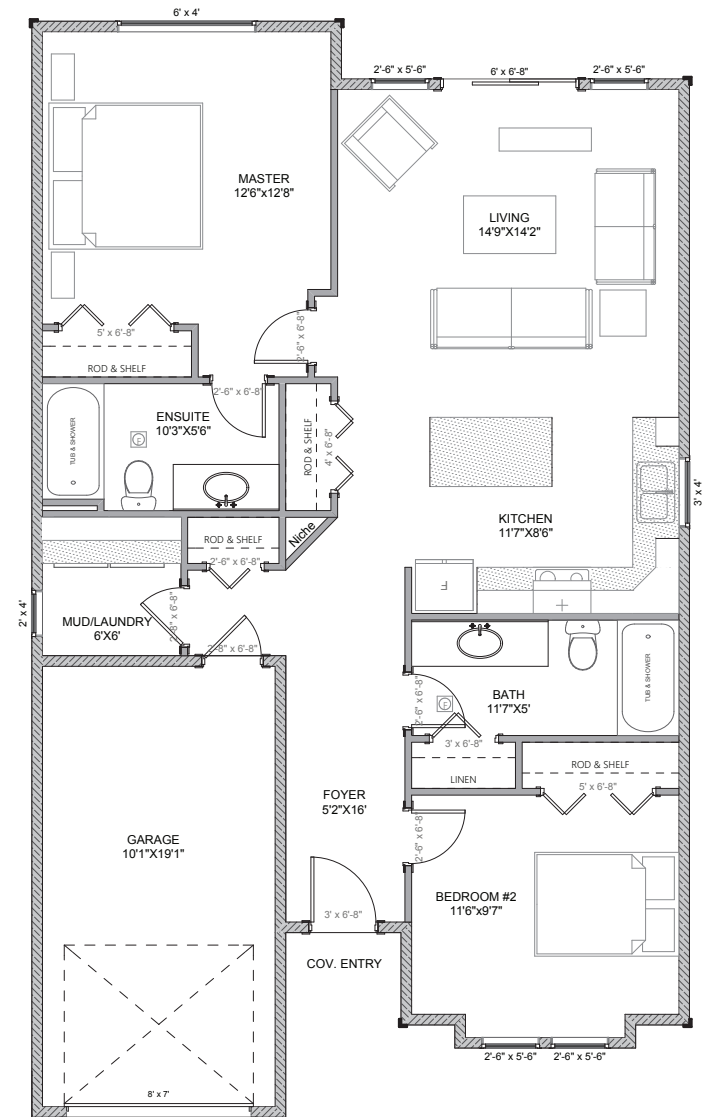 6' x 4'
2'-6" x 5'-6"
6' x 6'-8"
2'-6" x 5'-6"
MASTER
12'6"x12'8"
LIVING
14'9"X14'2"
5' x 6'-8"
2'-6" x 6'-8"
ROD & SHELF
2'-6" x 6'-8"
ENSUITE
10'3"X5'6"
TUB & SHOWER
F
ROD & SHELF
4' x 6'-8"
3' x 4'
KITCHEN
11'7"X8'6"
Niche
ROD & SHELF
2'-6" x 6'-8"
2' x 4'
MUD/LAUNDRY
6'X6'
2'-8" x 6'-8"
2'-8" x 6'-8"
BATH
11'7"X5'
TUB & SHOWER
F
2'-6" x 6'-8"
3' x 6'-8"
LINEN
ROD & SHELF
5' x 6'-8"
FOYER
5'2"X16'
2'-6" x 6'-8"
GARAGE
10'1"X19'1"
BEDROOM #2
11'6"x9'7"
3' x 6'-8"
COV. ENTRY
2'-6" x 5'-6"
2'-6" x 5'-6"
8' x 7'